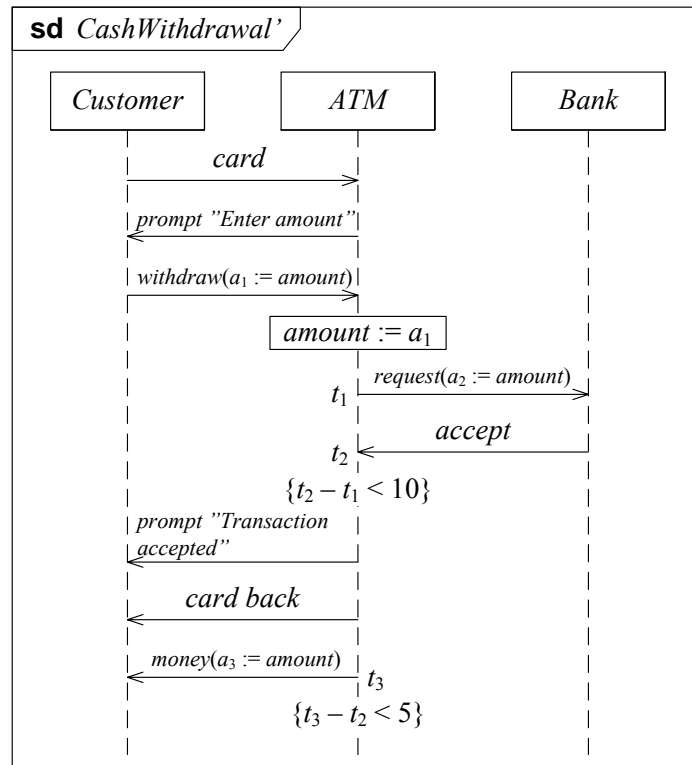 sd CashWithdrawal’
Customer
ATM
Bank
card
prompt ”Enter amount”
withdraw(a₁ := amount)
amount := a₁
t₁
request(a₂ := amount)
accept
t₂
{t₂ – t₁ < 10}
prompt ”Transaction
accepted”
card back
money(a₃ := amount)
t₃
{t₃ – t₂ < 5}